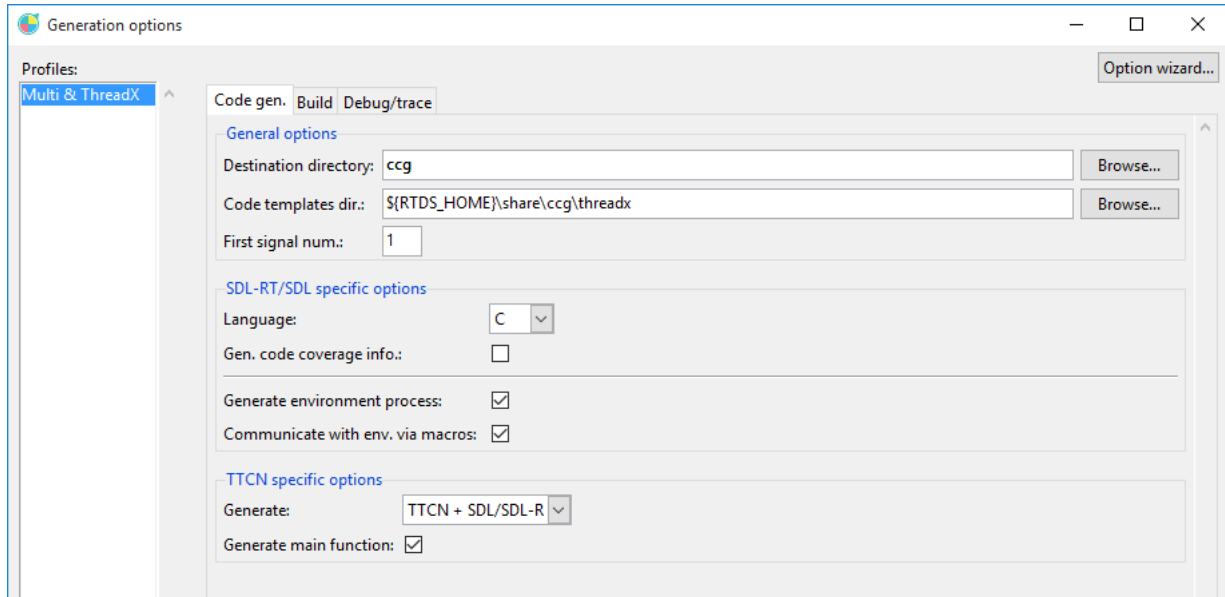 Generation options
Profiles:
Option wizard...
Multi & ThreadX
Code gen. Build Debug/trace
General options
Destination directory: ccg Browse...
Code templates dir.: ${RTDS_HOME}\share\ccg\threadx Browse...
First signal num.: 1
SDL-RT/SDL specific options
Language: C
Gen. code coverage info.:
Generate environment process:
Communicate with env. via macros:
TTCN specific options
Generate: TTCN + SDL/SDL-R
Generate main function: